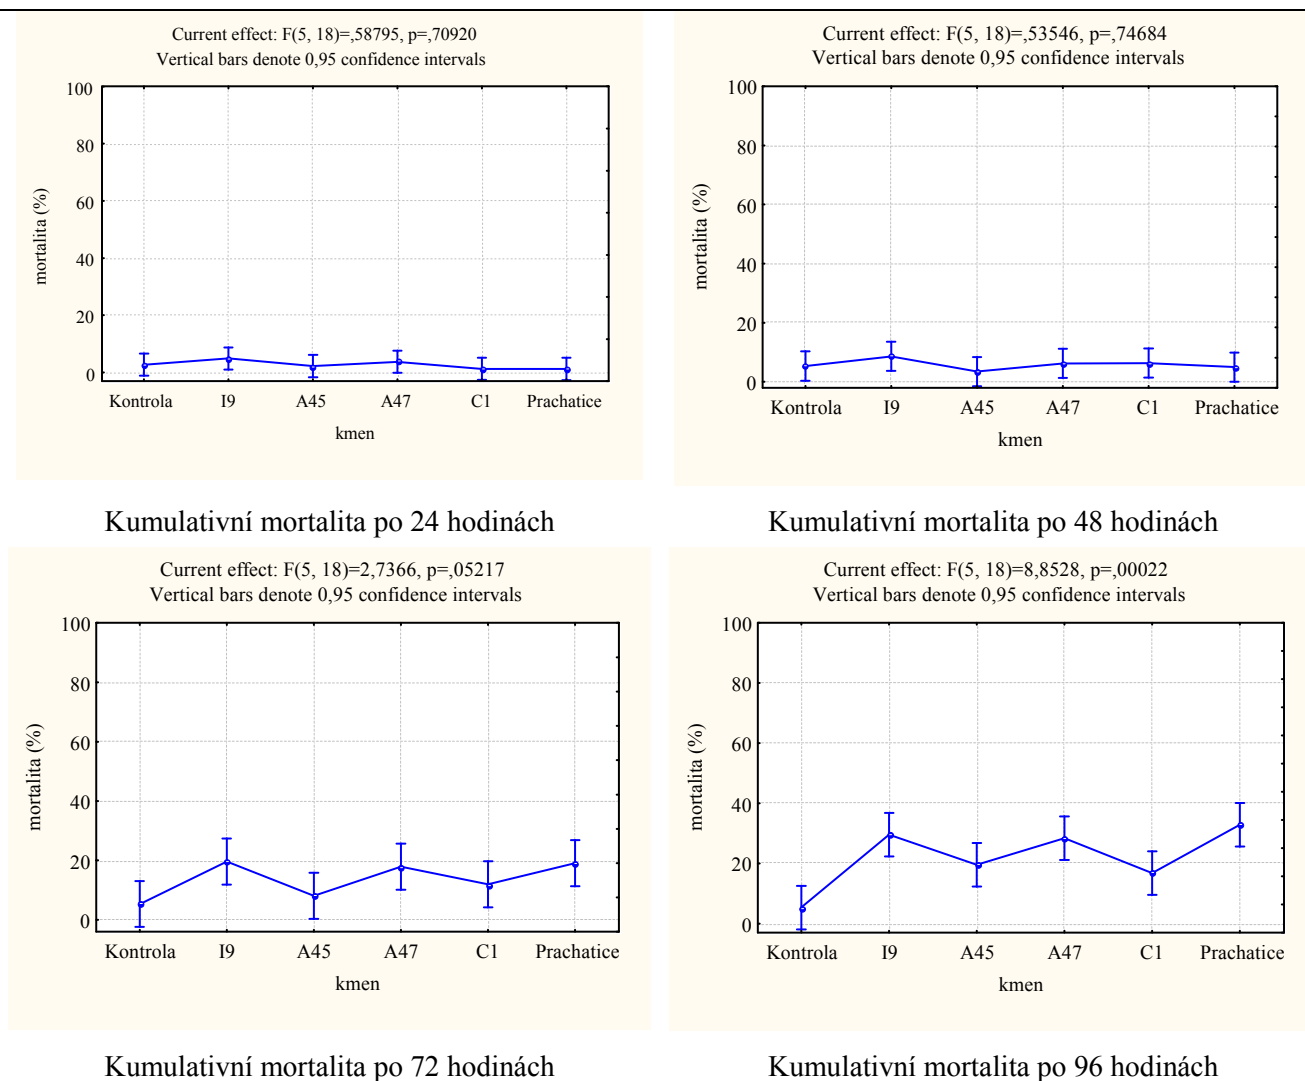 Current effect: F(5, 18)=,58795, p=,70920
Vertical bars denote 0,95 confidence intervals
100
80
60
40
20
0
mortalita (%)
Kontrola I9 A45 A47 C1 Prachatice
kmen
Kumulativní mortalita po 24 hodinách
Current effect: F(5, 18)=,53546, p=,74684
Vertical bars denote 0,95 confidence intervals
100
80
60
40
20
0
mortalita (%)
Kontrola I9 A45 A47 C1 Prachatice
kmen
Kumulativní mortalita po 48 hodinách
Current effect: F(5, 18)=2,7366, p=,05217
Vertical bars denote 0,95 confidence intervals
100
80
60
40
20
0
mortalita (%)
Kontrola I9 A45 A47 C1 Prachatice
kmen
Kumulativní mortalita po 72 hodinách
Current effect: F(5, 18)=8,8528, p=,00022
Vertical bars denote 0,95 confidence intervals
100
80
60
40
20
0
mortalita (%)
Kontrola I9 A45 A47 C1 Prachatice
kmen
Kumulativní mortalita po 96 hodinách